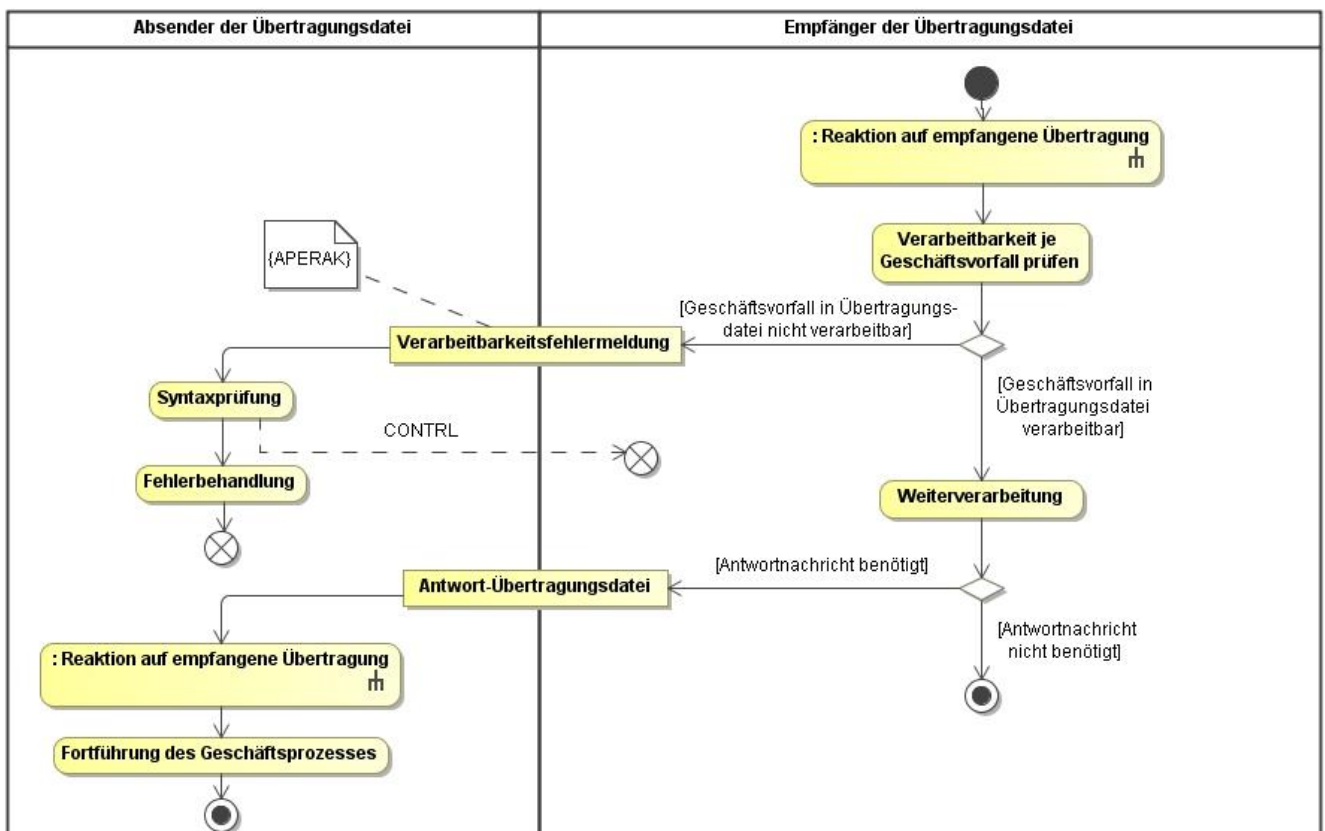 Absender der Übertragungsdatei
Empfänger der Übertragungsdatei
: Reaktion auf empfangene Übertragung
Verarbeitbarkeit je
Geschäftsvorfall prüfen
{APERAK}
[Geschäftsvorfall in Übertragungs-
datei nicht verarbeitbar]
Verarbeitbarkeitsfehlermeldung
[Geschäftsvorfall in
Übertragungsdatei
verarbeitbar]
Syntaxprüfung
CONTRL
Fehlerbehandlung
Weiterverarbeitung
[Antwortnachricht benötigt]
Antwort-Übertragungsdatei
[Antwortnachricht
nicht benötigt]
: Reaktion auf empfangene Übertragung
Fortführung des Geschäftsprozesses